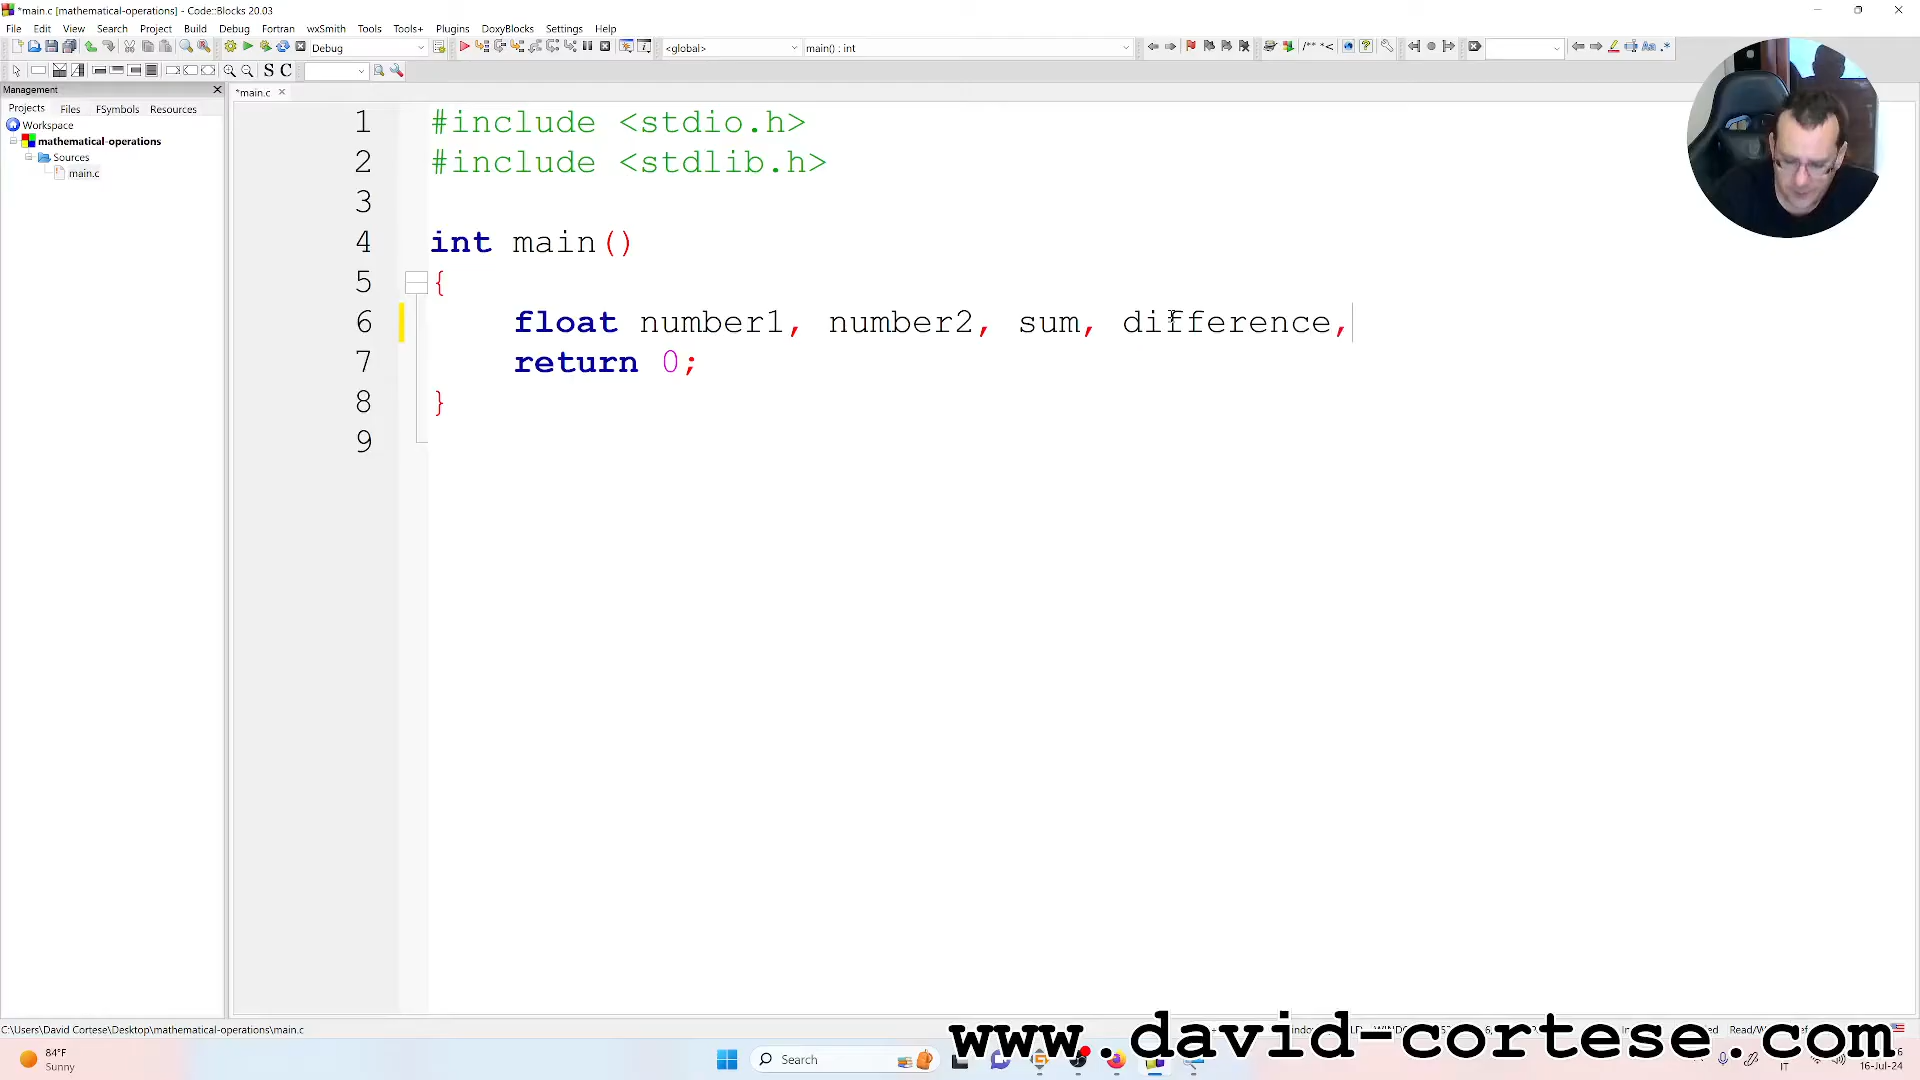 *main.c [mathematical-operations] - Code::Blocks 20.03
File Edit View Search Project Build Debug Fortran wxSmith Tools Tools+ Plugins DoxyBlocks Settings Help
Debug <global> main() : int
S C
Management
*main.c
Projects Files FSymbols Resources
Workspace
mathematical-operations
Sources
main.c
1 #include <stdio.h>
2 #include <stdlib.h>
3
4 int main()
5 {
6 float number1, number2, sum, difference,
7 return 0;
8 }
9
C:\Users\David Cortese\Desktop\mathematical-operations\main.c
www..david-cortese.com
84°F
Sunny
Search
IT
16-Jul-24